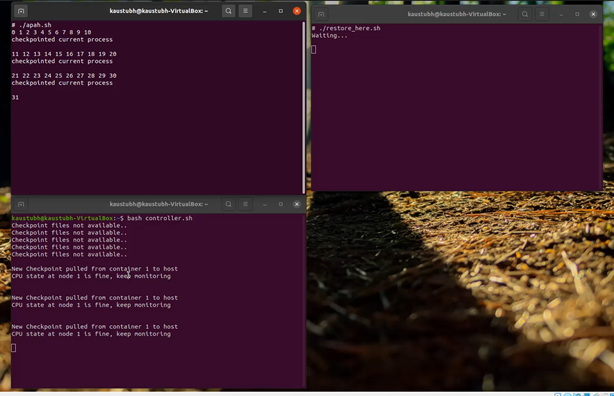 kaustubh@kaustubh-VirtualBox: ~
# ./apah.sh
0 1 2 3 4 5 6 7 8 9 10
checkpointed current process
11 12 13 14 15 16 17 18 19 20
checkpointed current process
21 22 23 24 25 26 27 28 29 30
checkpointed current process
31
kaustubh@kaustubh-VirtualBox: ~
# ./restore_here.sh
Waiting...
kaustubh@kaustubh-VirtualBox: ~
kaustubh@kaustubh-VirtualBox:~$ bash controller.sh
Checkpoint files not available..
Checkpoint files not available..
Checkpoint files not available..
Checkpoint files not available..
Checkpoint files not available..
New Checkpoint pulled from container 1 to host
CPU state at node 1 is fine, keep monitoring
New Checkpoint pulled from container 1 to host
CPU state at node 1 is fine, keep monitoring
New Checkpoint pulled from container 1 to host
CPU state at node 1 is fine, keep monitoring